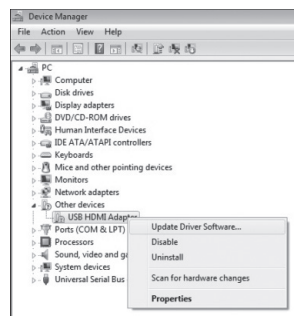 Device Manager
File Action View Help
PC
Computer
Disk drives
Display adapters
DVD/CD-ROM drives
Human Interface Devices
IDE ATA/ATAPI controllers
Keyboards
Mice and other pointing devices
Monitors
Network adapters
Other devices
USB HDMI Adapter
Ports (COM & LPT)
Processors
Sound, video and
System devices
Universal Serial Bus
Update Driver Software...
Disable
Uninstall
Scan for hardware changes
Properties